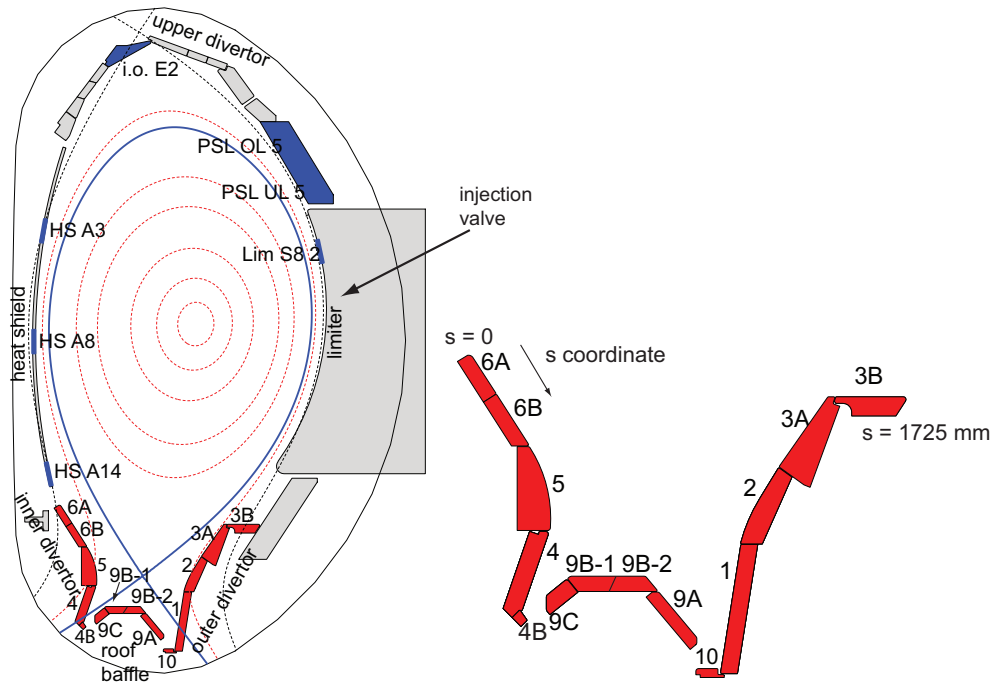 upper divertor
i.o. E2
PSL OL 5
PSL UL 5
injection
valve
HS A3
Lim S8 2
heat shield
HS A8
limiter
HS A14
inner divertor
6A
6B
5
4
4B
9B-1
9B-2
9C
9A
roof
baffle
10
1
2
3A
3B
outer divertor
s = 0
s coordinate
6A
6B
5
4
4B
9B-1
9B-2
9C
9A
10
1
2
3A
3B
s = 1725 mm